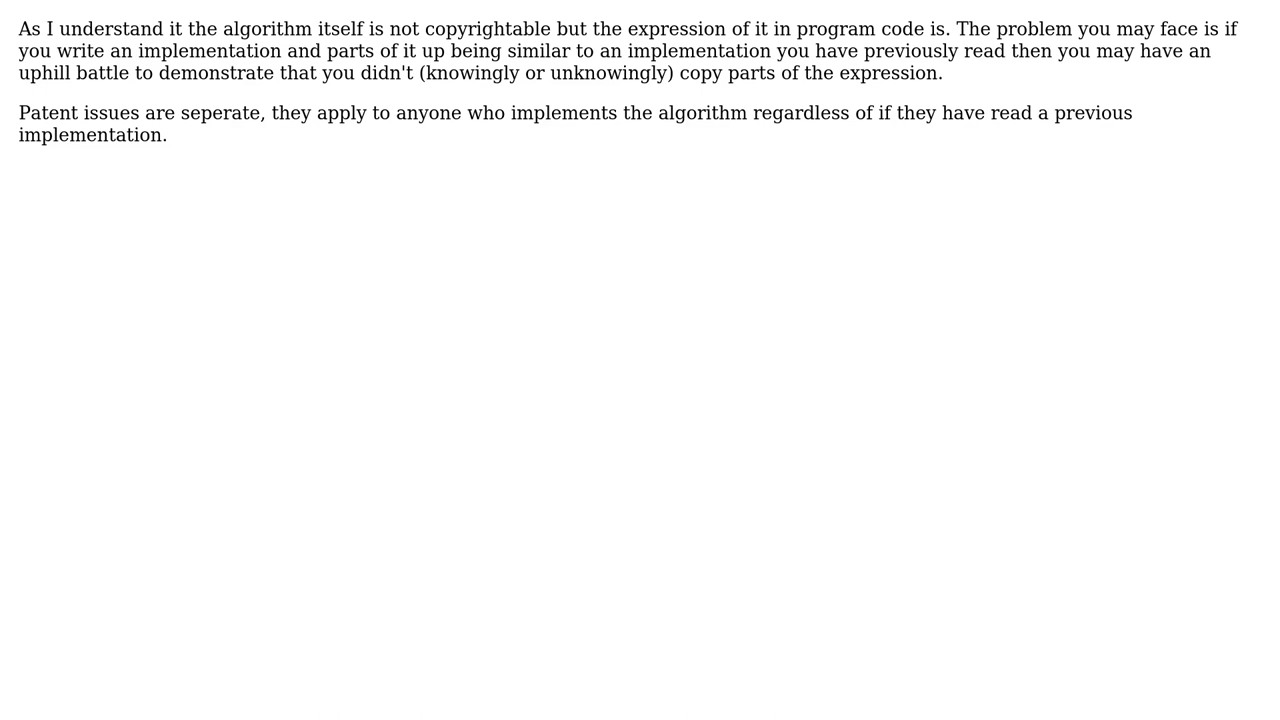 As I understand it the algorithm itself is not copyrightable but the expression of it in program code is. The problem you may face is if
you write an implementation and parts of it up being similar to an implementation you have previously read then you may have an
uphill battle to demonstrate that you didn't (knowingly or unknowingly) copy parts of the expression.
Patent issues are seperate, they apply to anyone who implements the algorithm regardless of if they have read a previous
implementation.